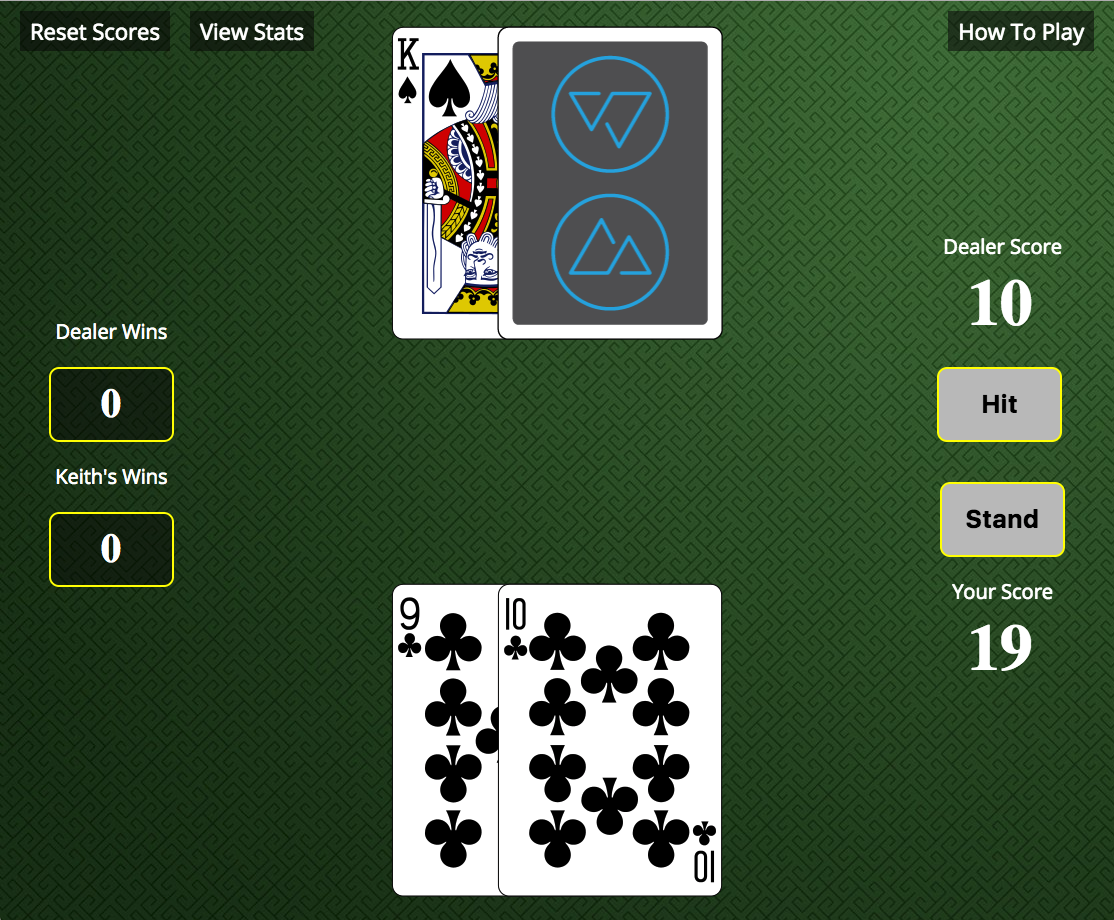 Reset Scores
View Stats
How To Play
K
Dealer Score
10
Dealer Wins
0
Hit
Keith's Wins
0
Stand
Your Score
19
9
10
10